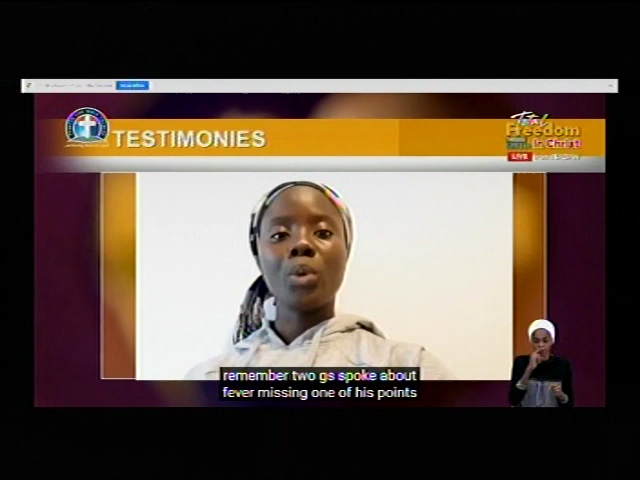 TESTIMONIES
Total
Freedom
In Christ
LIVE
remember two gs spoke about
fever missing one of his points